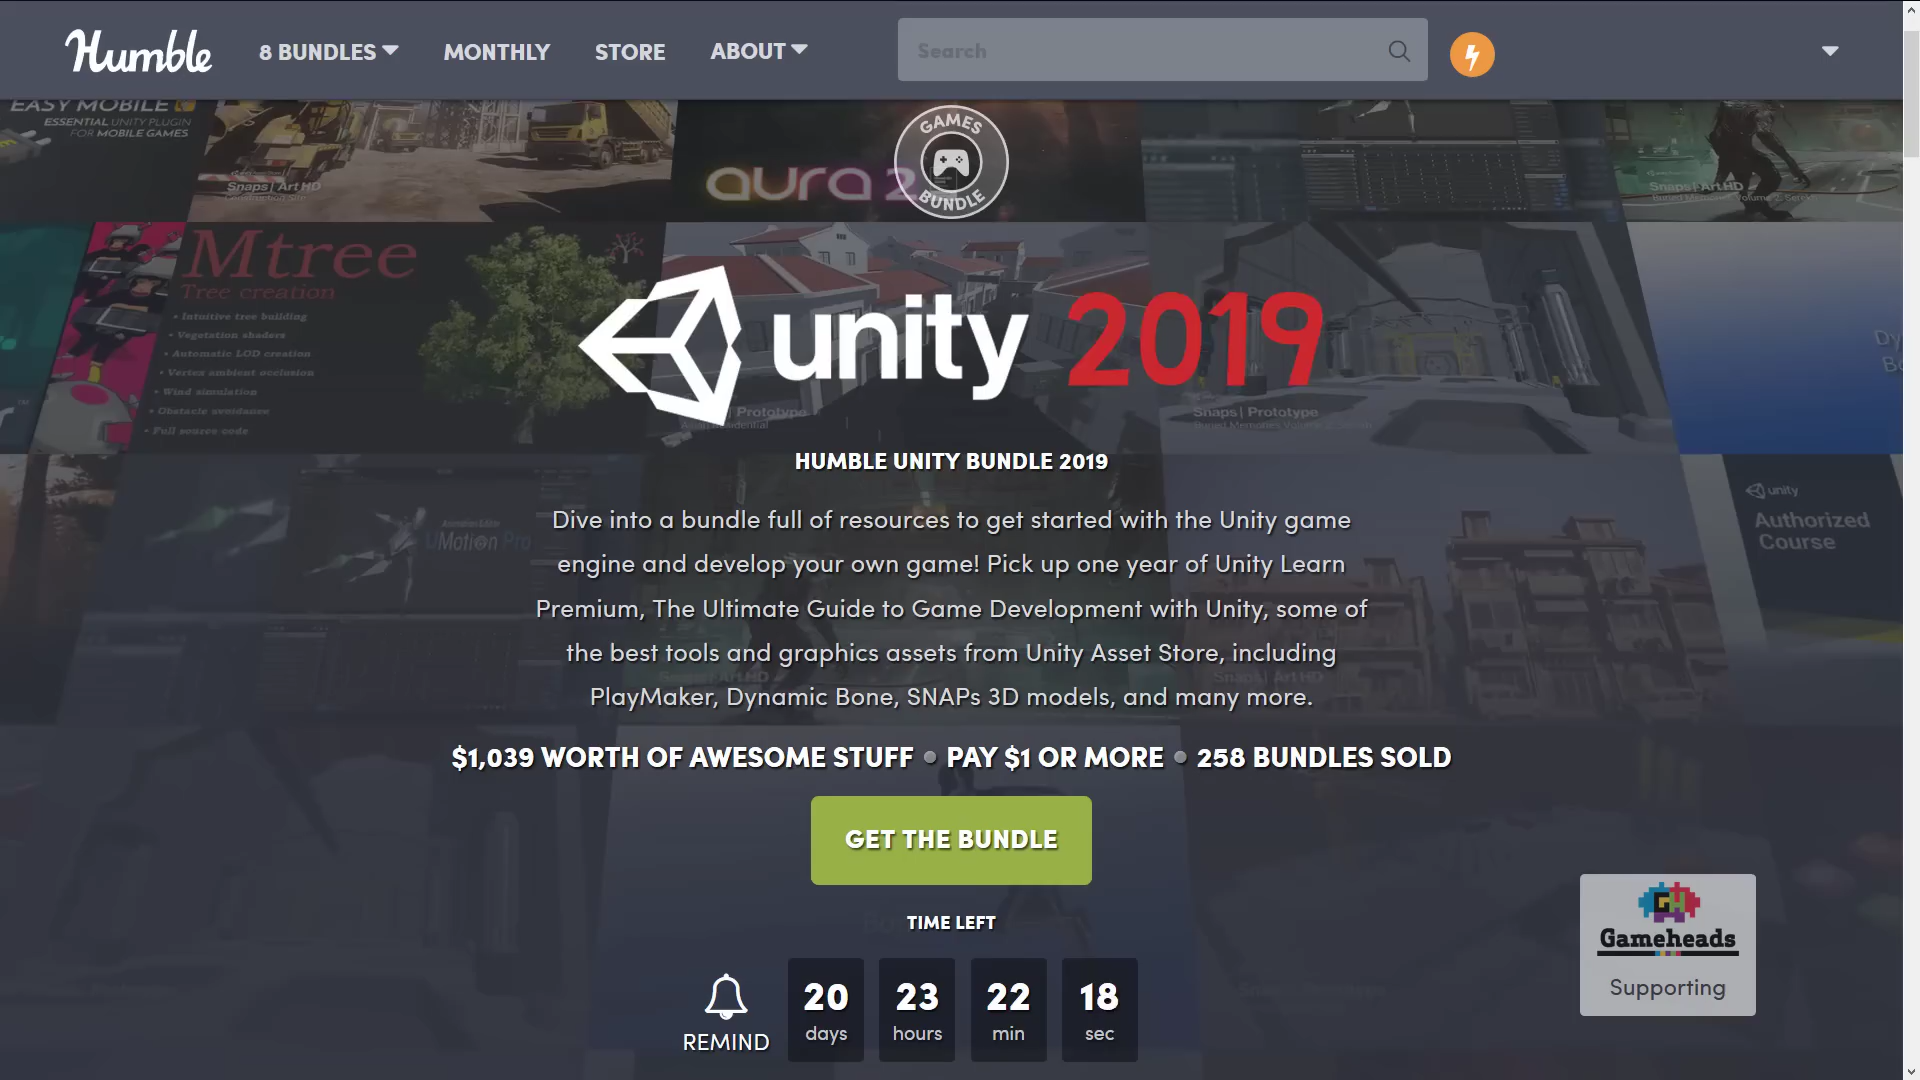 Humble
8 BUNDLES
MONTHLY
STORE
ABOUT
Search
EASY MOBILE
ESSENTIAL UNITY PLUGIN
FOR MOBILE GAMES
Snaps | Art HD
Construction Site
aura 2
GAMES
BUNDLE
Snaps | Art HD
Mtree
Tree creation
• Intuitive tree building
• Vegetation shaders
• Automatic LOD creation
• Vertex ambient occlusion
• Wind simulation
• Obstacle avoidance
• Full source code
unity 2019
Prototype
Snaps | Prototype
HUMBLE UNITY BUNDLE 2019
Dive into a bundle full of resources to get started with the Unity game
engine and develop your own game! Pick up one year of Unity Learn
Premium, The Ultimate Guide to Game Development with Unity, some of
the best tools and graphics assets from Unity Asset Store, including
PlayMaker, Dynamic Bone, SNAPs 3D models, and many more.
UMotion Pro
unity
Authorized
Course
$1,039 WORTH OF AWESOME STUFF • PAY $1 OR MORE • 258 BUNDLES SOLD
GET THE BUNDLE
TIME LEFT
REMIND
20 days
23 hours
22 min
18 sec
GH
Gameheads
Supporting